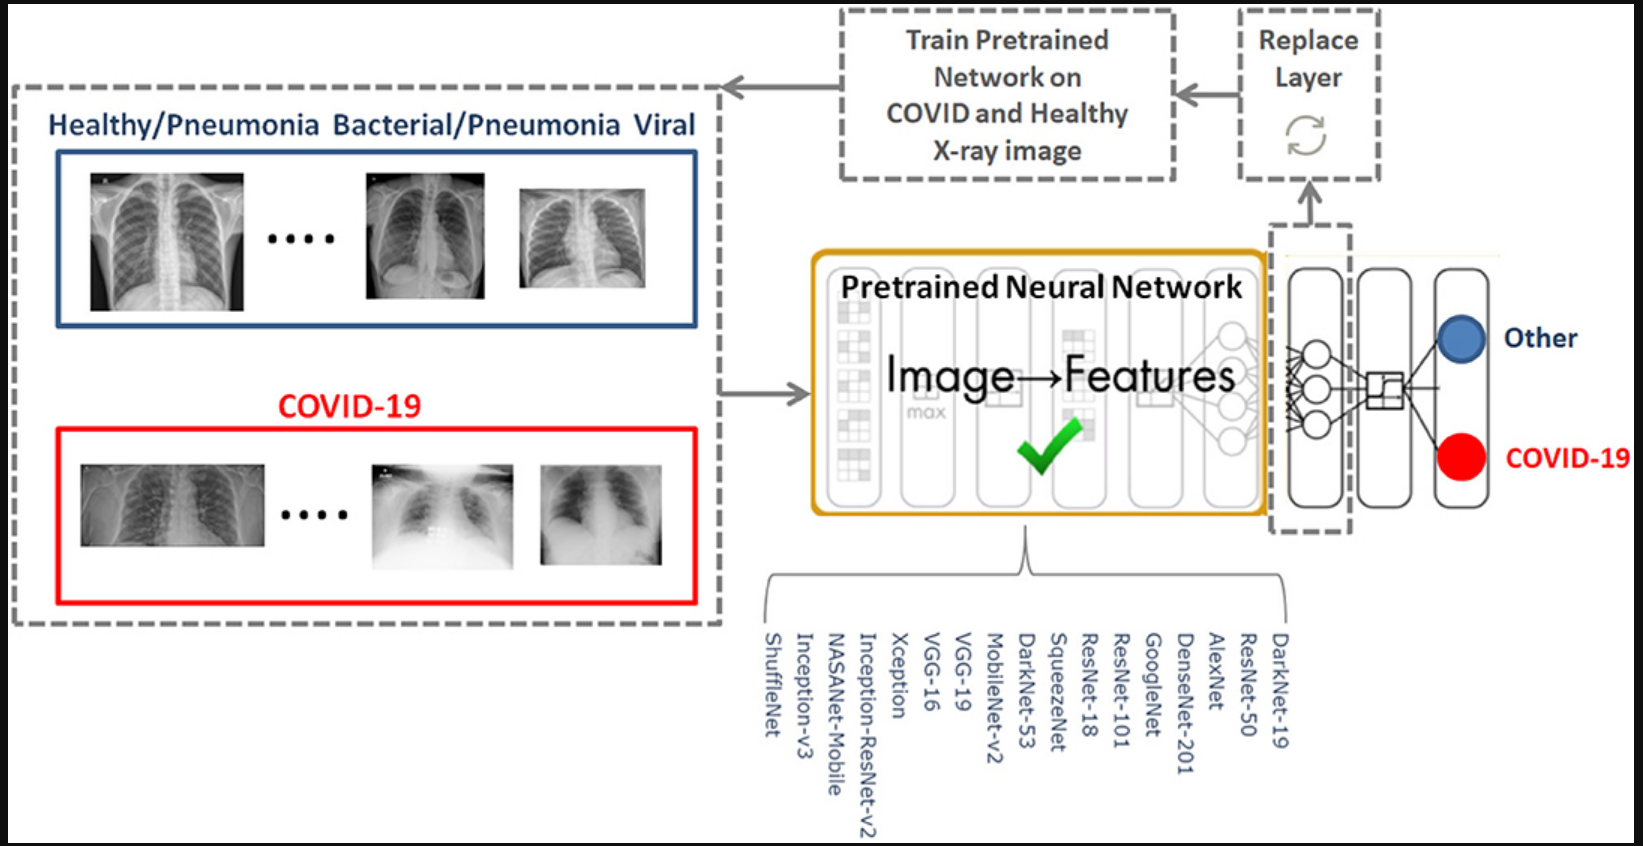 Train Pretrained
Network on
COVID and Healthy
X-ray image
Replace
Layer
Healthy/Pneumonia Bacterial/Pneumonia Viral
COVID-19
Pretrained Neural Network
Image→Features
max
Other
COVID-19
ShuffleNet
Inception-v3
NASANet-Mobile
Inception-ResNet-v2
Xception
VGG-16
VGG-19
MobileNet-v2
DarkNet-53
SqueezeNet
ResNet-18
ResNet-101
GoogleNet
DenseNet-201
AlexNet
ResNet-50
DarkNet-19